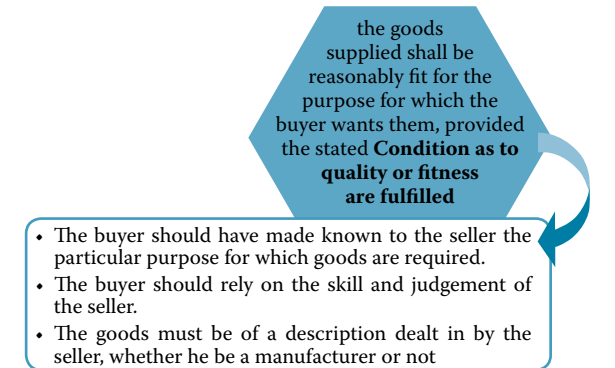 the goods
supplied shall be
reasonably fit for the
purpose for which the
buyer wants them, provided
the stated Condition as to
quality or fitness
are fulfilled
• The buyer should have made known to the seller the
particular purpose for which goods are required.
• The buyer should rely on the skill and judgement of
the seller.
• The goods must be of a description dealt in by the
seller, whether he be a manufacturer or not